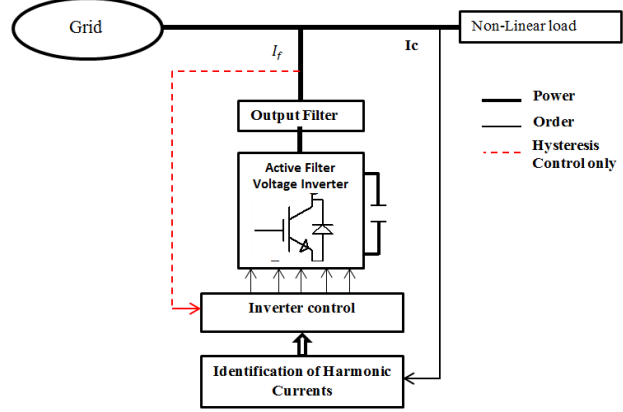 Grid
Non-Linear load
If
Ic
Output Filter
Power
Order
Hysteresis
Control only
Active Filter
Voltage Inverter
Inverter control
Identification of Harmonic
Currents